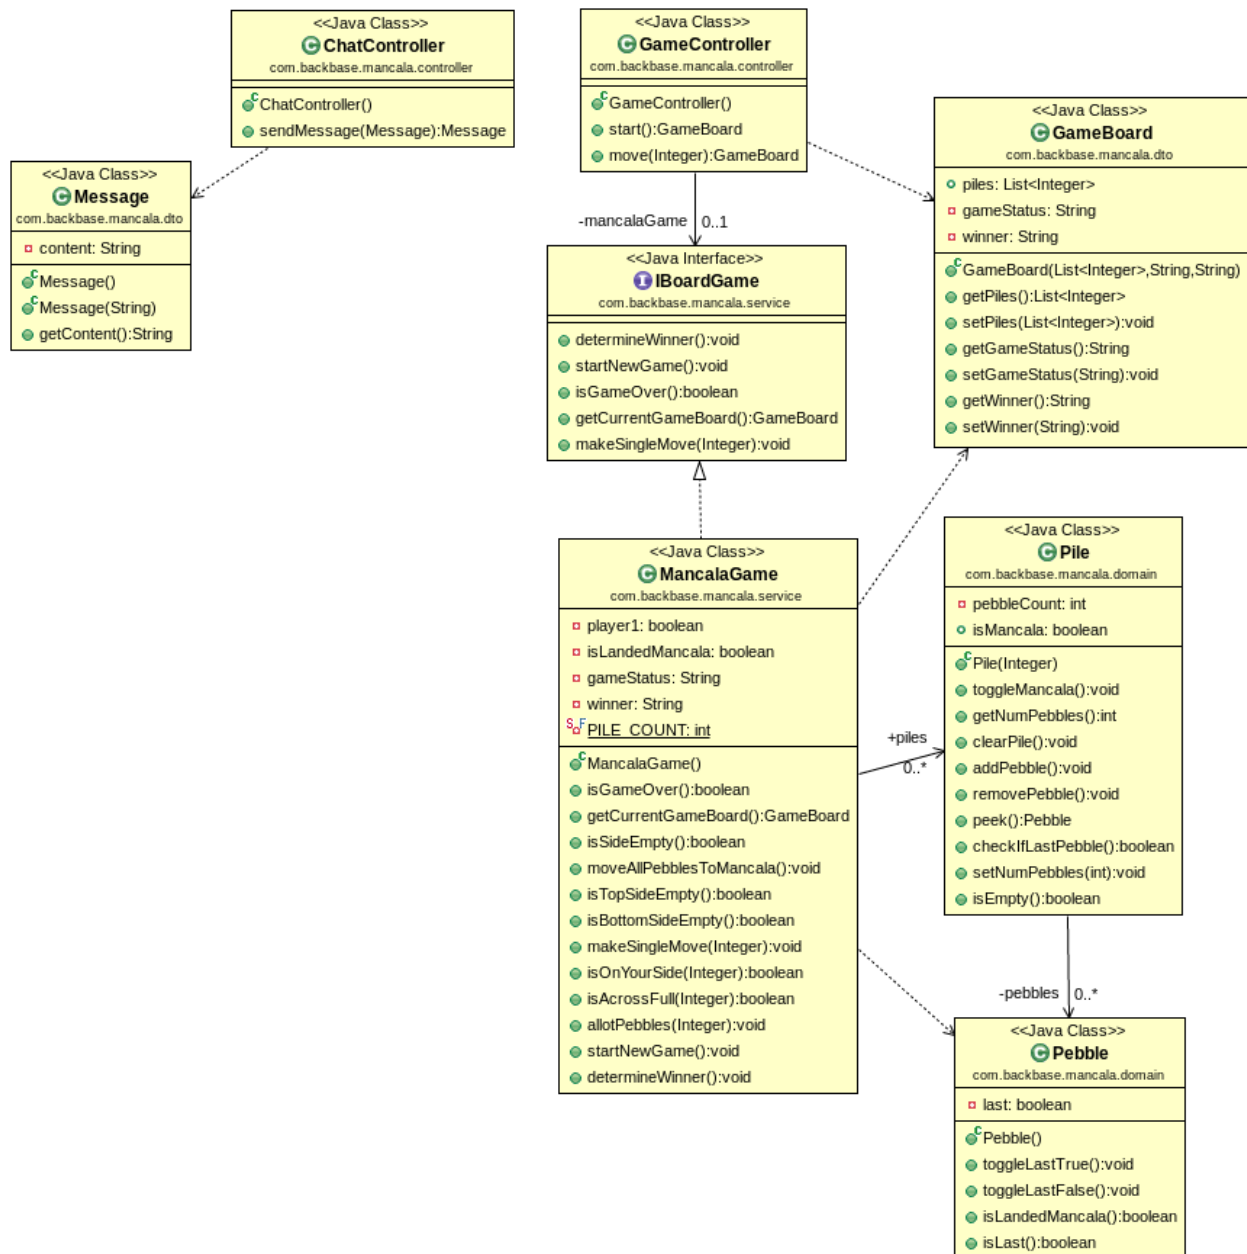 <<Java Class>>
ChatController
com.backbase.mancala.controller
ChatController()
sendMessage(Message):Message
<<Java Class>>
GameController
com.backbase.mancala.controller
GameController()
start():GameBoard
move(Integer):GameBoard
<<Java Class>>
GameBoard
com.backbase.mancala.dto
piles: List<Integer>
gameStatus: String
winner: String
GameBoard(List<Integer>,String,String)
getPiles():List<Integer>
setPiles(List<Integer>):void
getGameStatus():String
setGameStatus(String):void
getWinner():String
setWinner(String):void
<<Java Class>>
Message
com.backbase.mancala.dto
content: String
Message()
Message(String)
getContent():String
-mancalaGame 0..1
<<Java Interface>>
IBoardGame
com.backbase.mancala.service
determineWinner():void
startNewGame():void
isGameOver():boolean
getCurrentGameBoard():GameBoard
makeSingleMove(Integer):void
<<Java Class>>
MancalaGame
com.backbase.mancala.service
player1: boolean
isLandedMancala: boolean
gameStatus: String
winner: String
PILE_COUNT: int
MancalaGame()
isGameOver():boolean
getCurrentGameBoard():GameBoard
isSideEmpty():boolean
moveAllPebblesToMancala():void
isTopSideEmpty():boolean
isBottomSideEmpty():boolean
makeSingleMove(Integer):void
isOnYourSide(Integer):boolean
isAcrossFull(Integer):boolean
allotPebbles(Integer):void
startNewGame():void
determineWinner():void
+piles
0..*
<<Java Class>>
Pile
com.backbase.mancala.domain
pebbleCount: int
isMancala: boolean
Pile(Integer)
toggleMancala():void
getNumPebbles():int
clearPile():void
addPebble():void
removePebble():void
peek():Pebble
checkIfLastPebble():boolean
setNumPebbles(int):void
isEmpty():boolean
-pebbles 0..*
<<Java Class>>
Pebble
com.backbase.mancala.domain
last: boolean
Pebble()
toggleLastTrue():void
toggleLastFalse():void
isLandedMancala():boolean
isLast():boolean